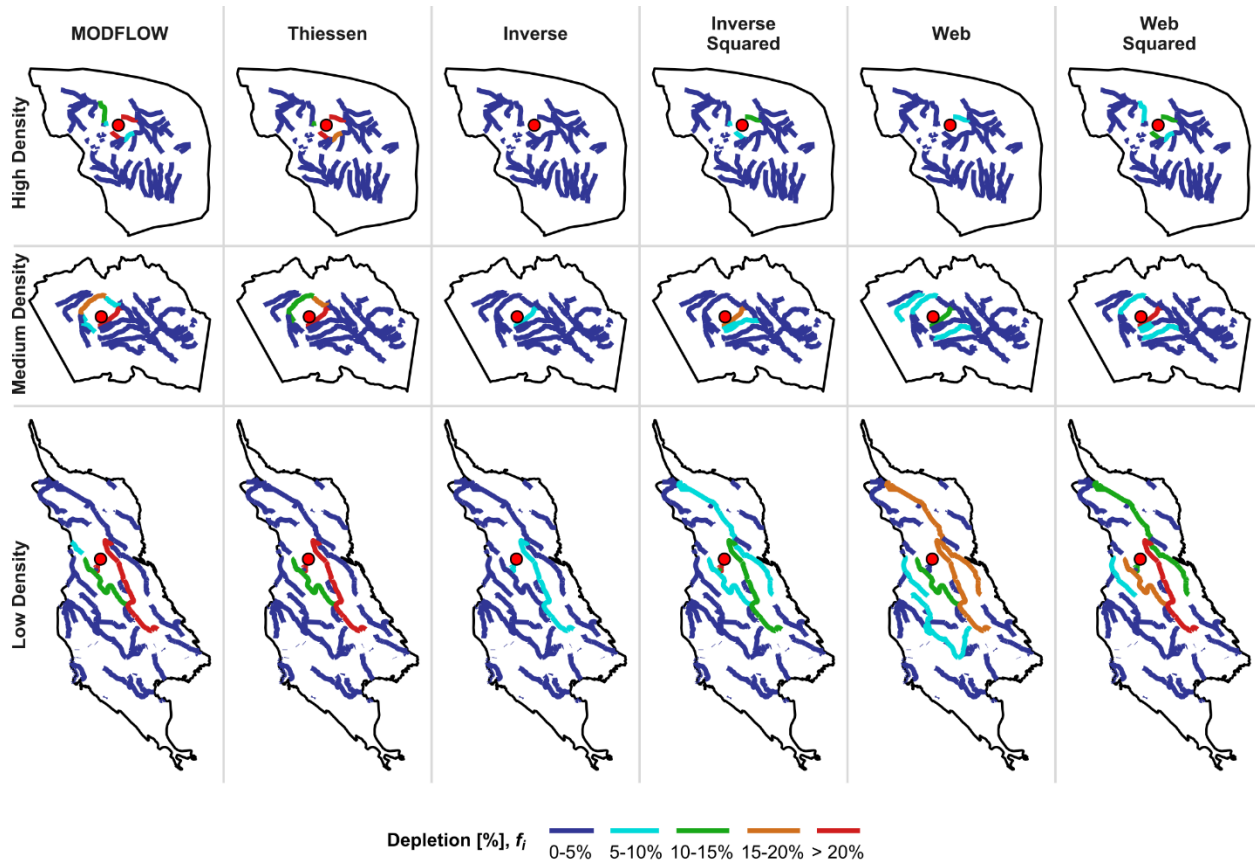 MODFLOW
Thiessen
Inverse
Inverse
Squared
Web
Web
Squared
High Density
Medium Density
Low Density
Depletion [%], fi
0-5%
5-10%
10-15%
15-20%
> 20%